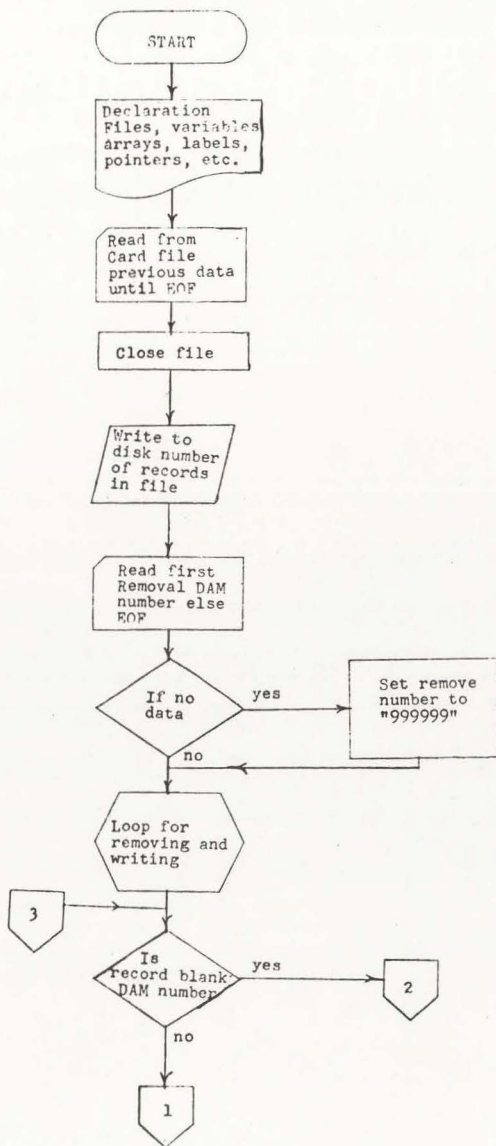 START
Declaration
Files, variables
Arrays, labels,
pointers, etc.
Read from
Card file
previous data
until EOF
Close file
Write to
disk number
of records
in file
Read first
Removal DAM
number else
EOF
If no
data
yes
Set remove
number to
"999999"
no
Loop for
removing and
writing
3
Is
record blank
DAM number
yes
2
no
1